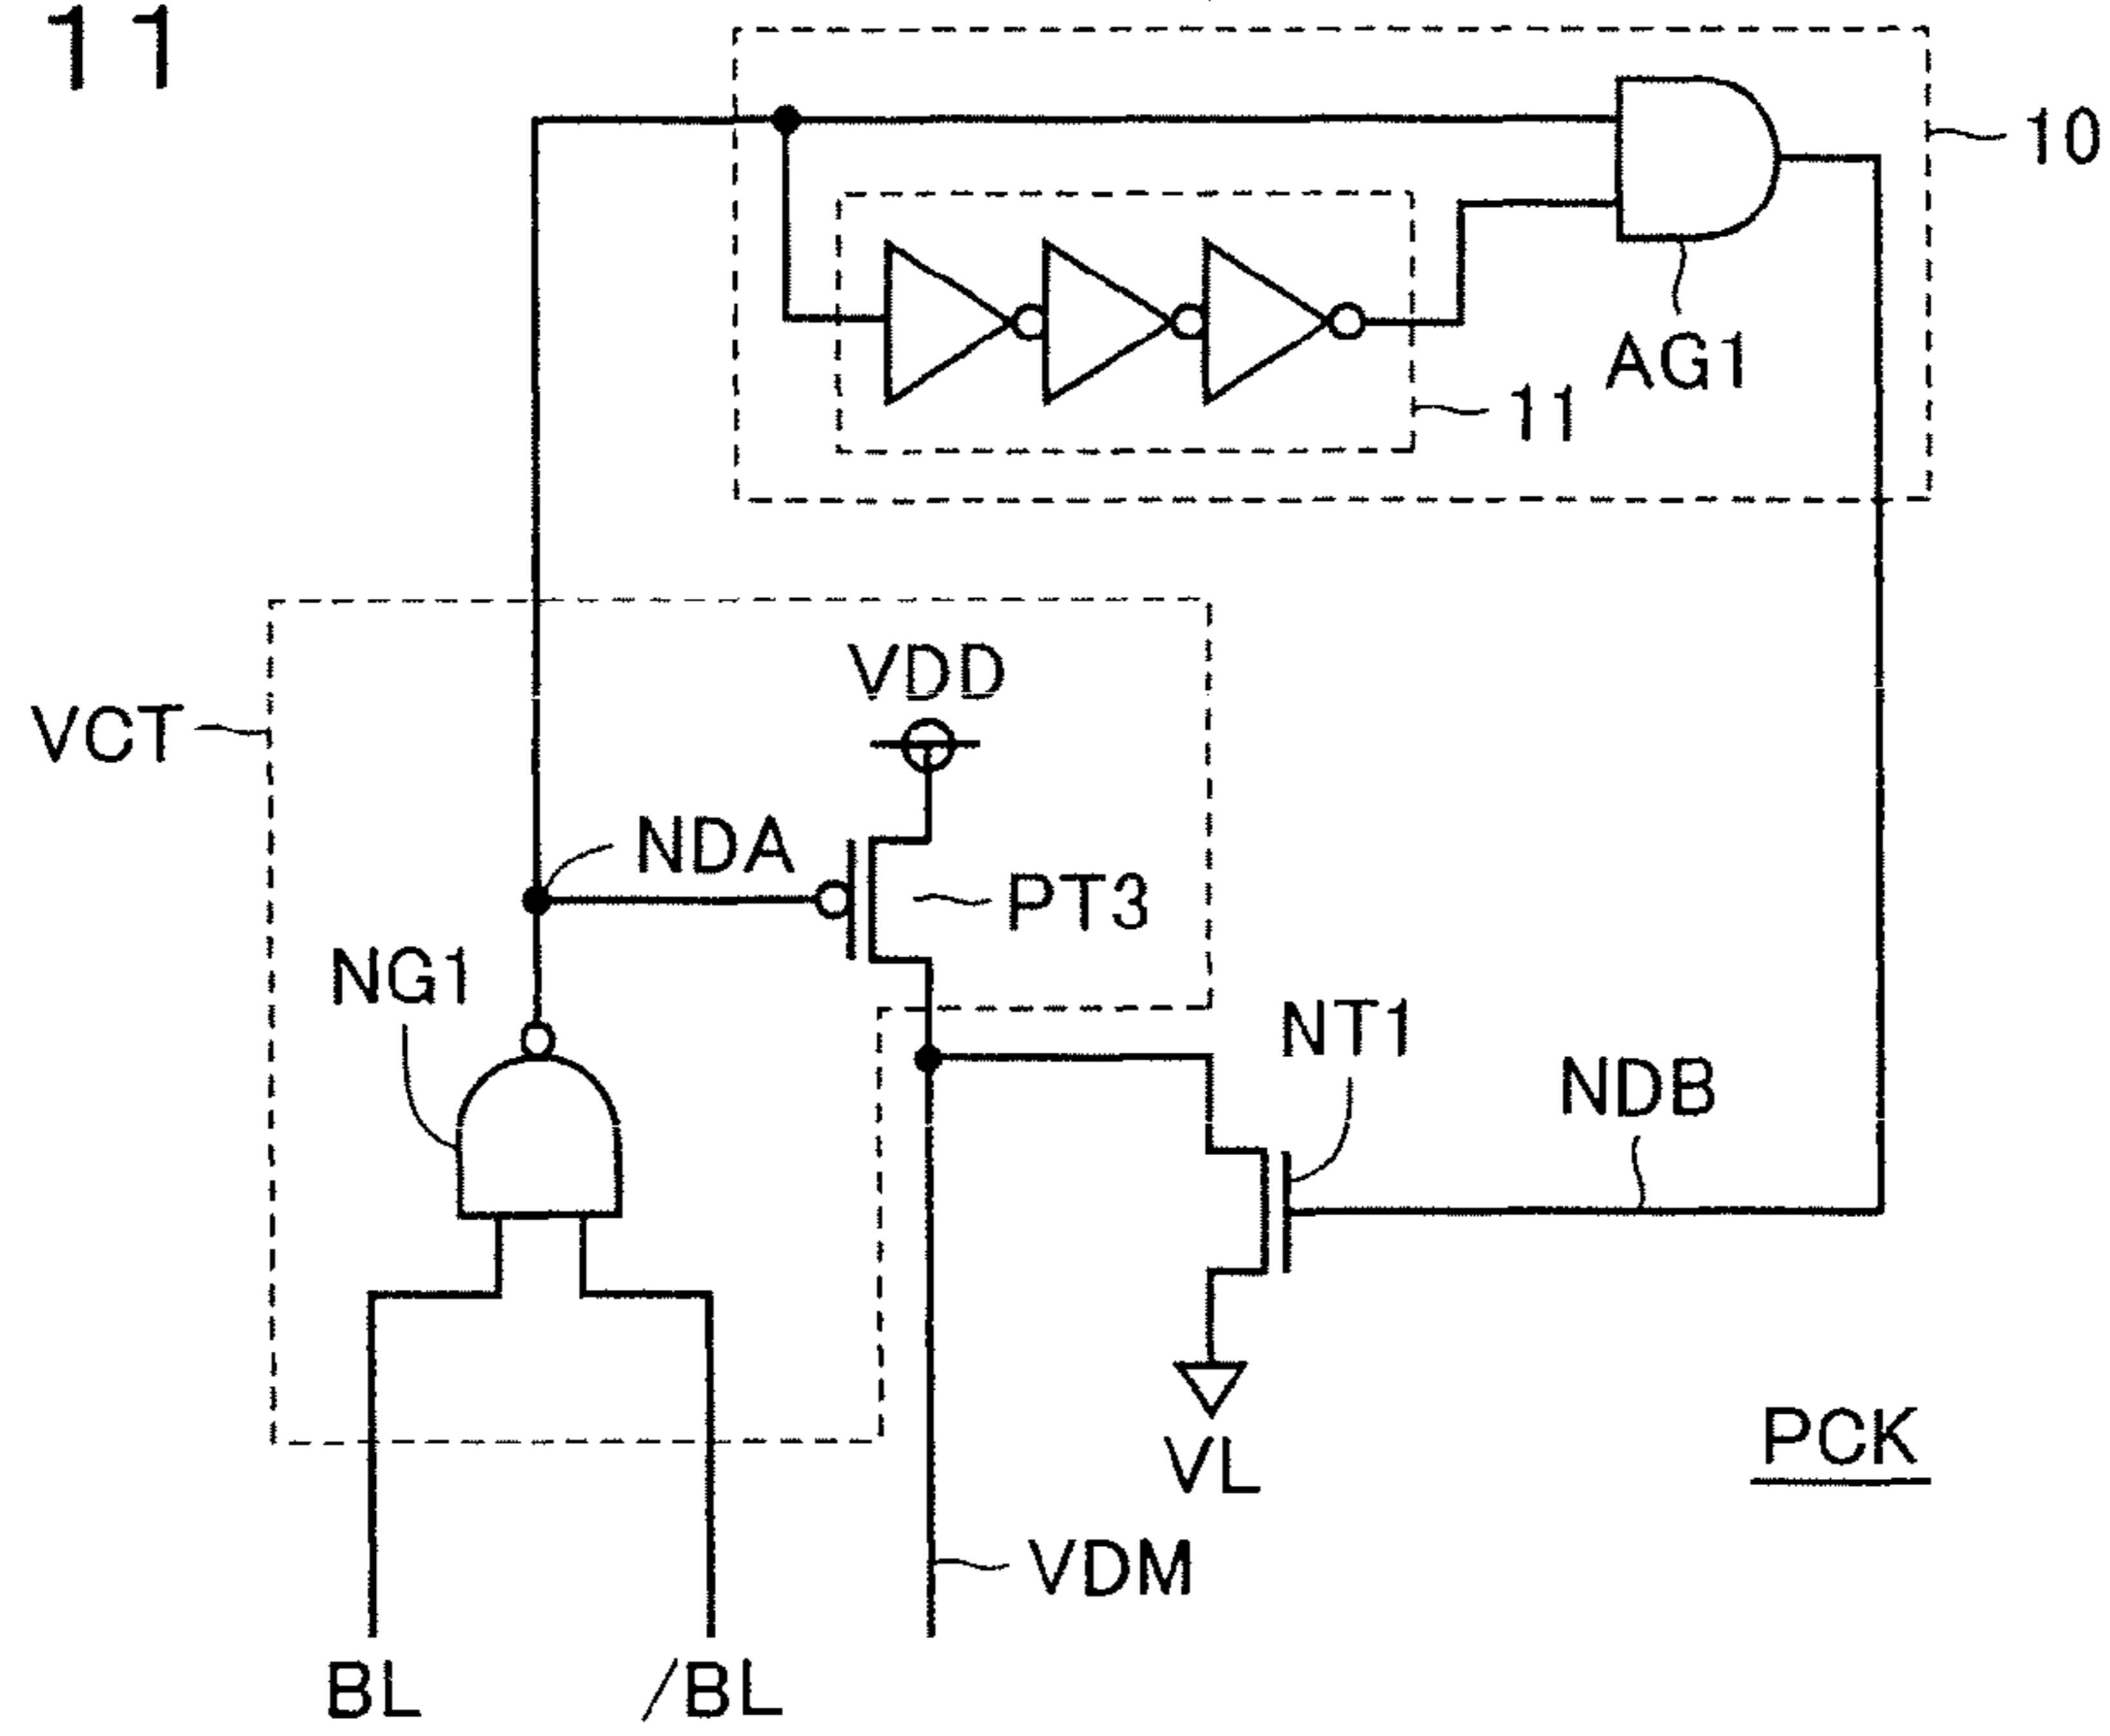 11
10
AG1
11
VDD
VCT
NDA
PT3
NG1
NT1
NDB
PCK
VL
VDM
BL
/BL